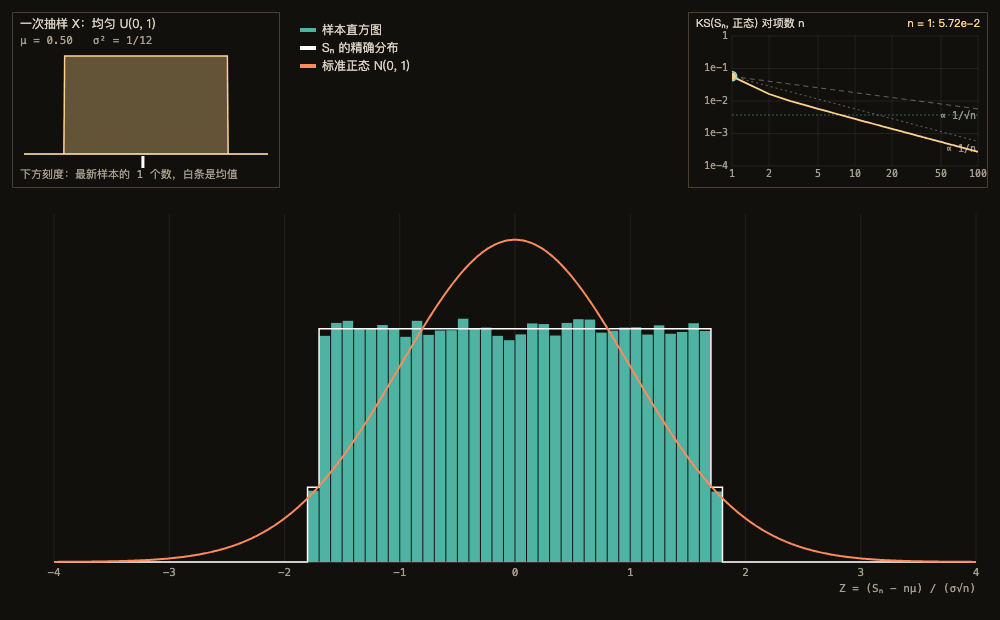 一次抽样 X：均匀 U(0, 1)
μ = 0.50   σ² = 1/12
下方刻度：最新样本的 1 个数，白条是均值
样本直方图
Sₙ 的精确分布
标准正态 N(0, 1)
KS(Sₙ, 正态) 对项数 n
n = 1: 5.72e-2
1
1e-1
1e-2
1e-3
1e-4
∝ 1/√n
∝ 1/n
1 2 5 10 20 50 100
-4 -3 -2 -1 0 1 2 3 4
Z = (Sₙ − nμ) / (σ√n)